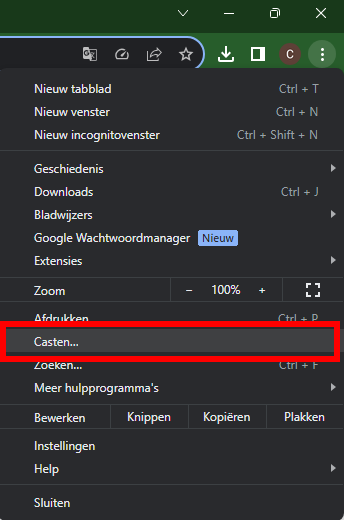 C
Nieuw tabblad Ctrl + T
Nieuw venster Ctrl + N
Nieuw incognitovenster Ctrl + Shift + N
Geschiedenis
Downloads Ctrl + J
Bladwijzers
Google Wachtwoordmanager Nieuw
Extensies
Zoom − 100% +
Afdrukken Ctrl + P
Casten...
Zoeken... Ctrl + F
Meer hulpprogramma's
Bewerken Knippen Kopiëren Plakken
Instellingen
Help
Sluiten